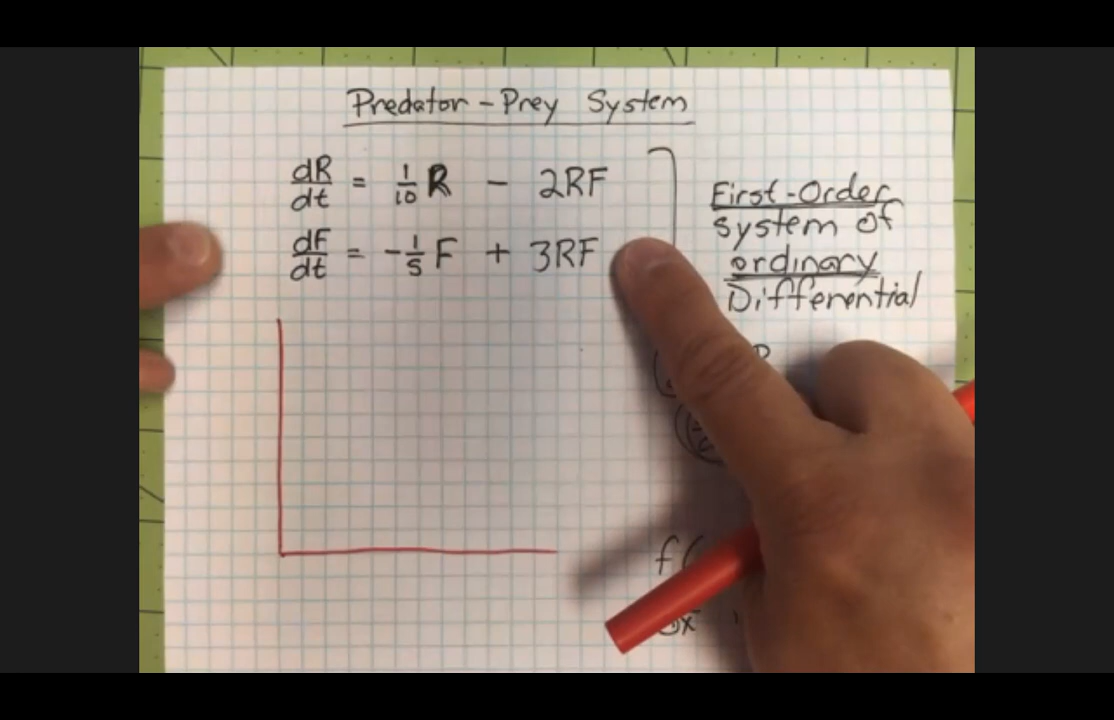 Predator - Prey System
dR/dt = 1/10 R - 2RF
dF/dt = -1/5 F + 3RF
First-Order
system of
ordinary
Differential